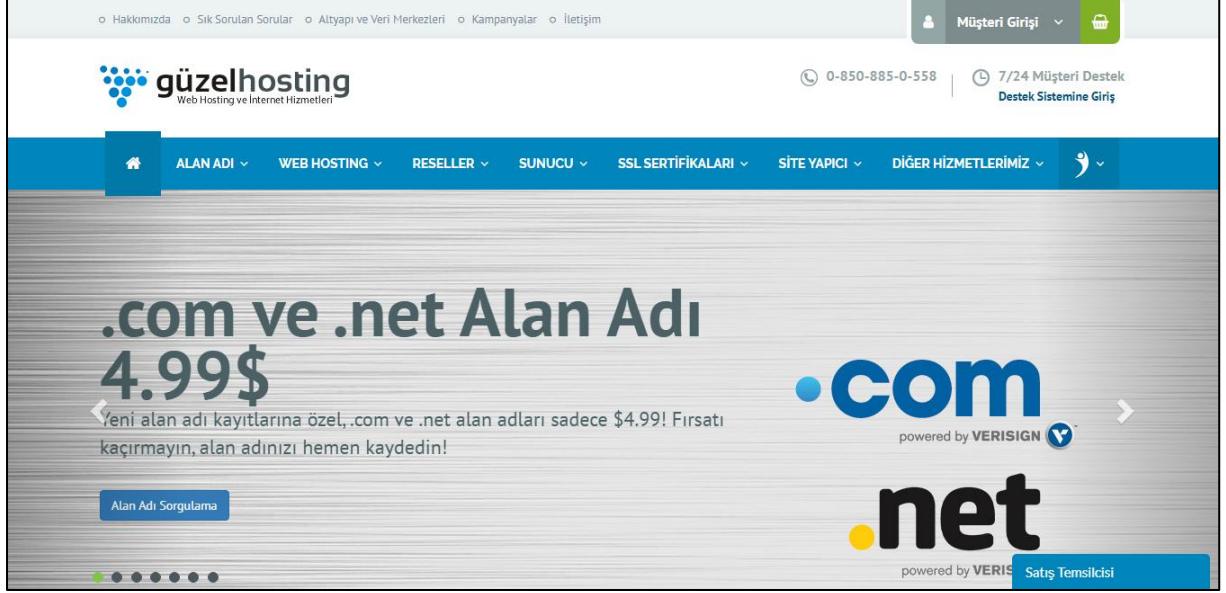 Hakkımızda Sık Sorulan Sorular Altyapı ve Veri Merkezleri Kampanyalar İletişim
Müşteri Girişi
güzelhosting
Web Hosting ve İnternet Hizmetleri
0-850-885-0-558
7/24 Müşteri Destek
Destek Sistemine Giriş
ALAN ADI WEB HOSTING RESELLER SUNUCU SSL SERTİFİKALARI SİTE YAPICI DİĞER HİZMETLERİMİZ
.com ve .net Alan Adı
4.99$
Yeni alan adı kayıtlarına özel, .com ve .net alan adları sadece $4.99! Fırsatı
kaçırmayın, alan adınızı hemen kaydedin!
Alan Adı Sorgulama
.com
powered by VERISIGN
.net
powered by
Satış Temsilcisi